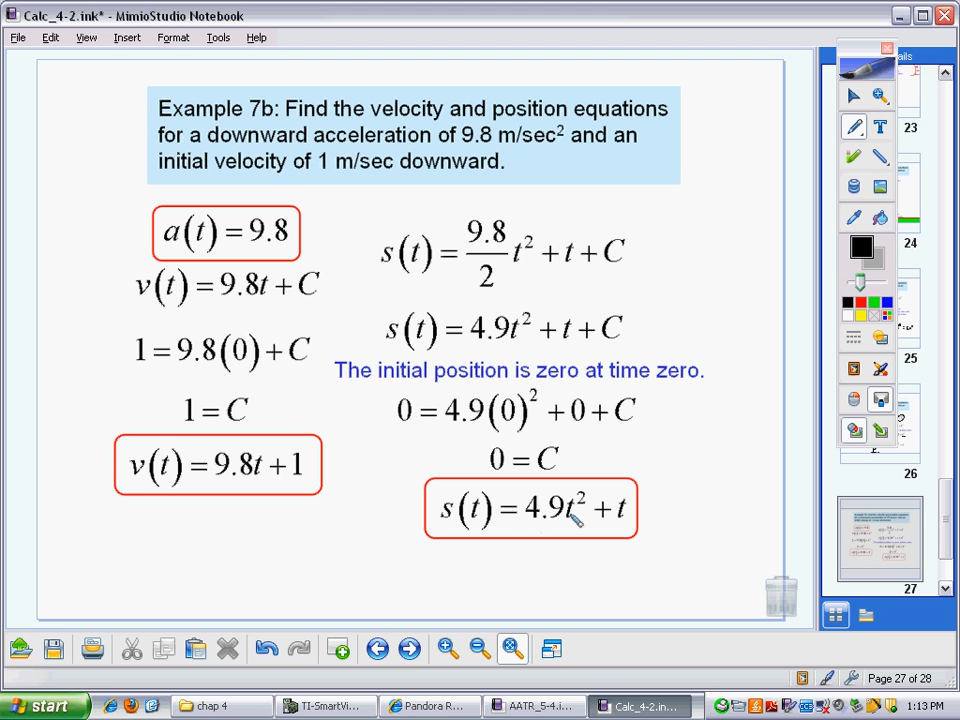 Calc_4-2.ink* - MimioStudio Notebook
File Edit View Insert Format Tools Help
ails
Example 7b: Find the velocity and position equations
for a downward acceleration of 9.8 m/sec² and an
initial velocity of 1 m/sec downward.
a(t) = 9.8
v(t) = 9.8t + C
1 = 9.8(0) + C
1 = C
v(t) = 9.8t + 1
s(t) = 9.8/2 t² + t + C
s(t) = 4.9t² + t + C
The initial position is zero at time zero.
0 = 4.9(0)² + 0 + C
0 = C
s(t) = 4.9t² + t
23
24
25
26
27
Page 27 of 28
start
chap 4
TI-SmartVi...
Pandora R...
AATR_5-4.i...
Calc_4-2.in...
1:13 PM